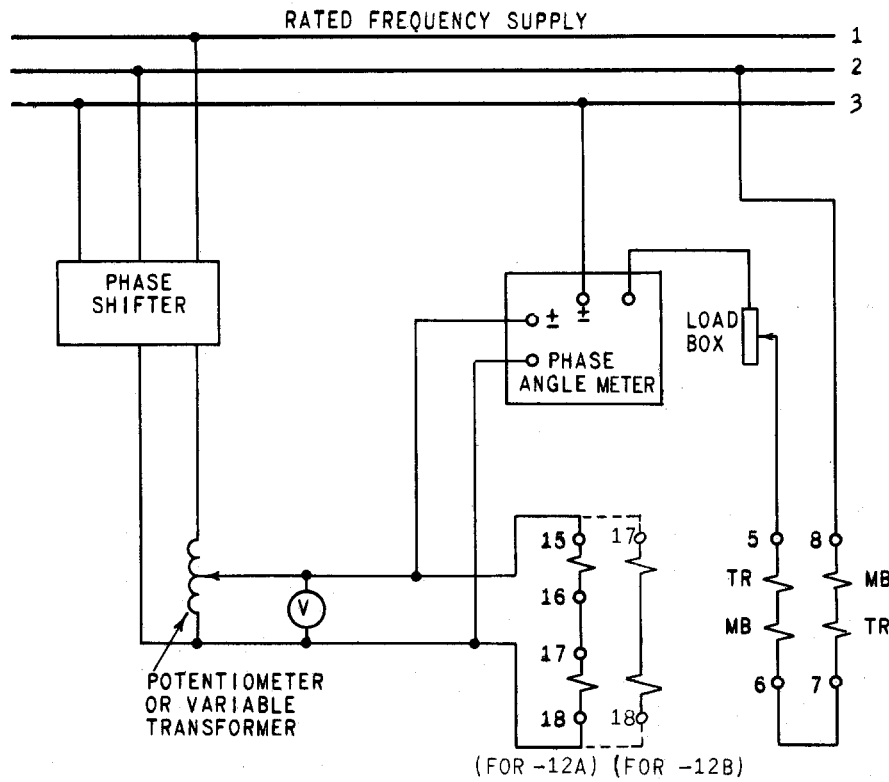 RATED FREQUENCY SUPPLY
1
2
3
PHASE
SHIFTER
±
±
PHASE
ANGLE METER
LOAD
BOX
V
15
17
16
17
18
18
5
8
TR
MB
MB
TR
6
7
POTENTIOMETER
OR VARIABLE
TRANSFORMER
(FOR -12A) (FOR -12B)